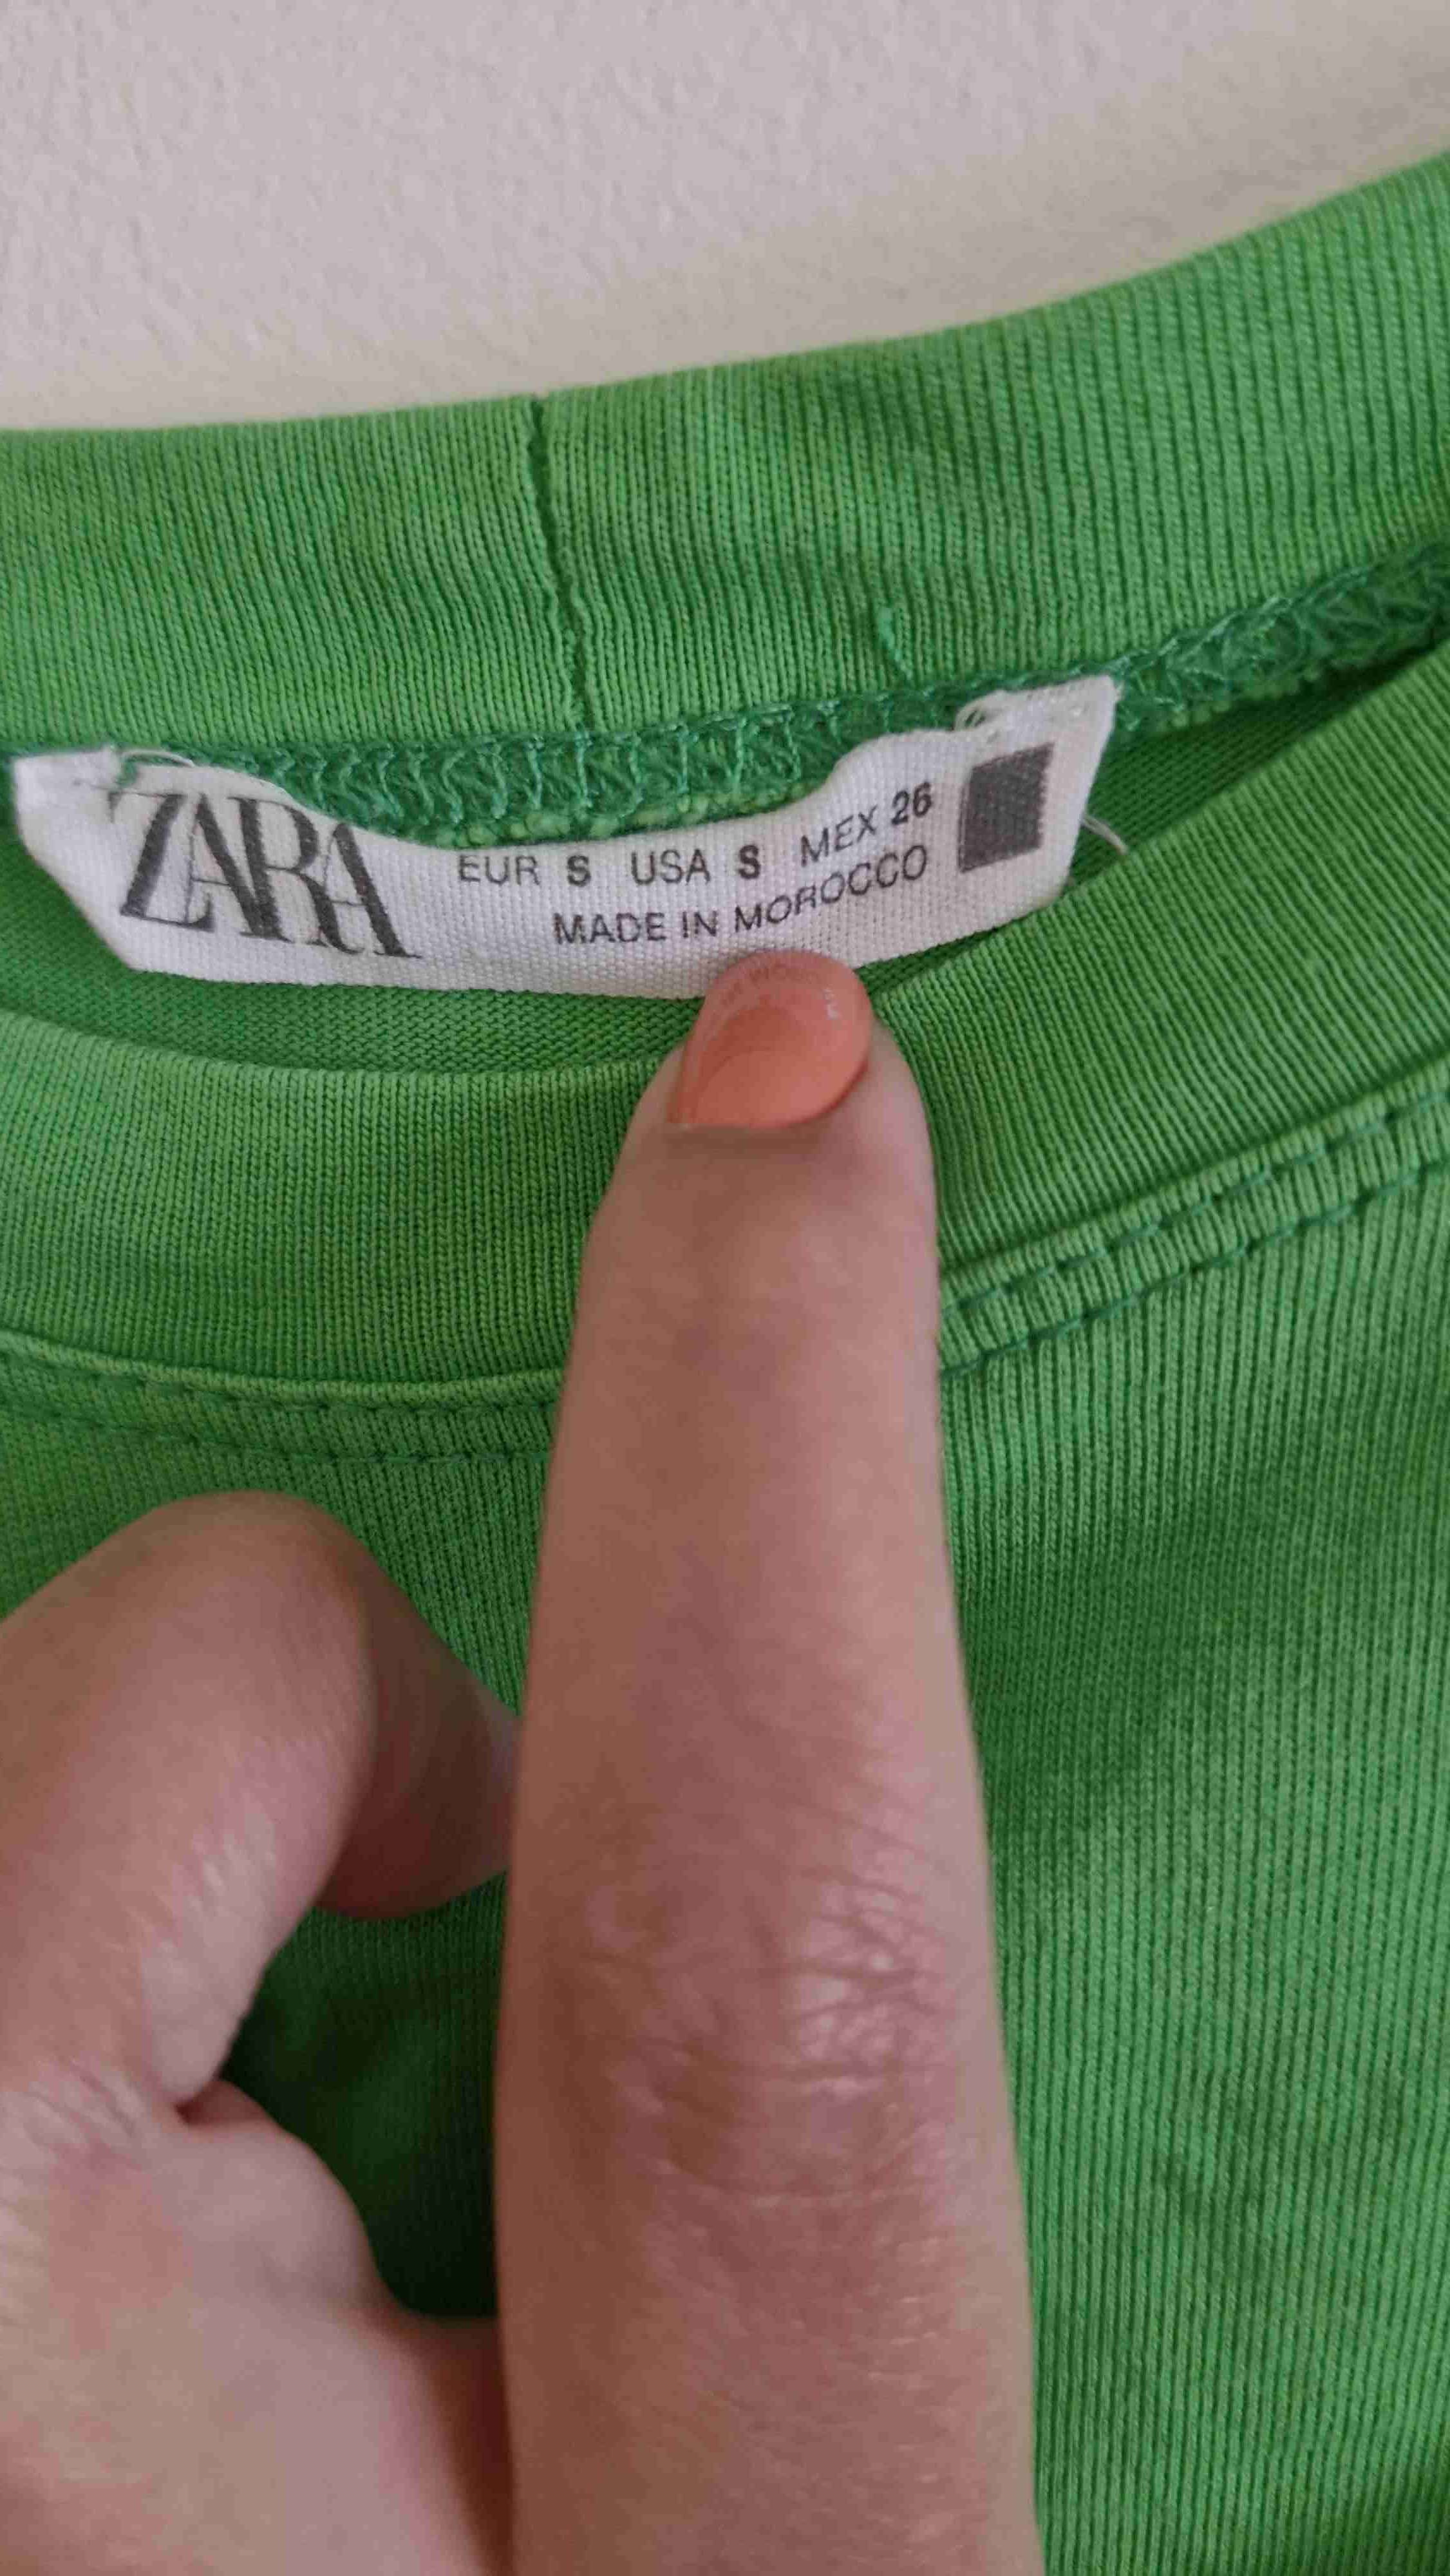 ZARA
EUR S USA S MEX 26
MADE IN MOROCCO